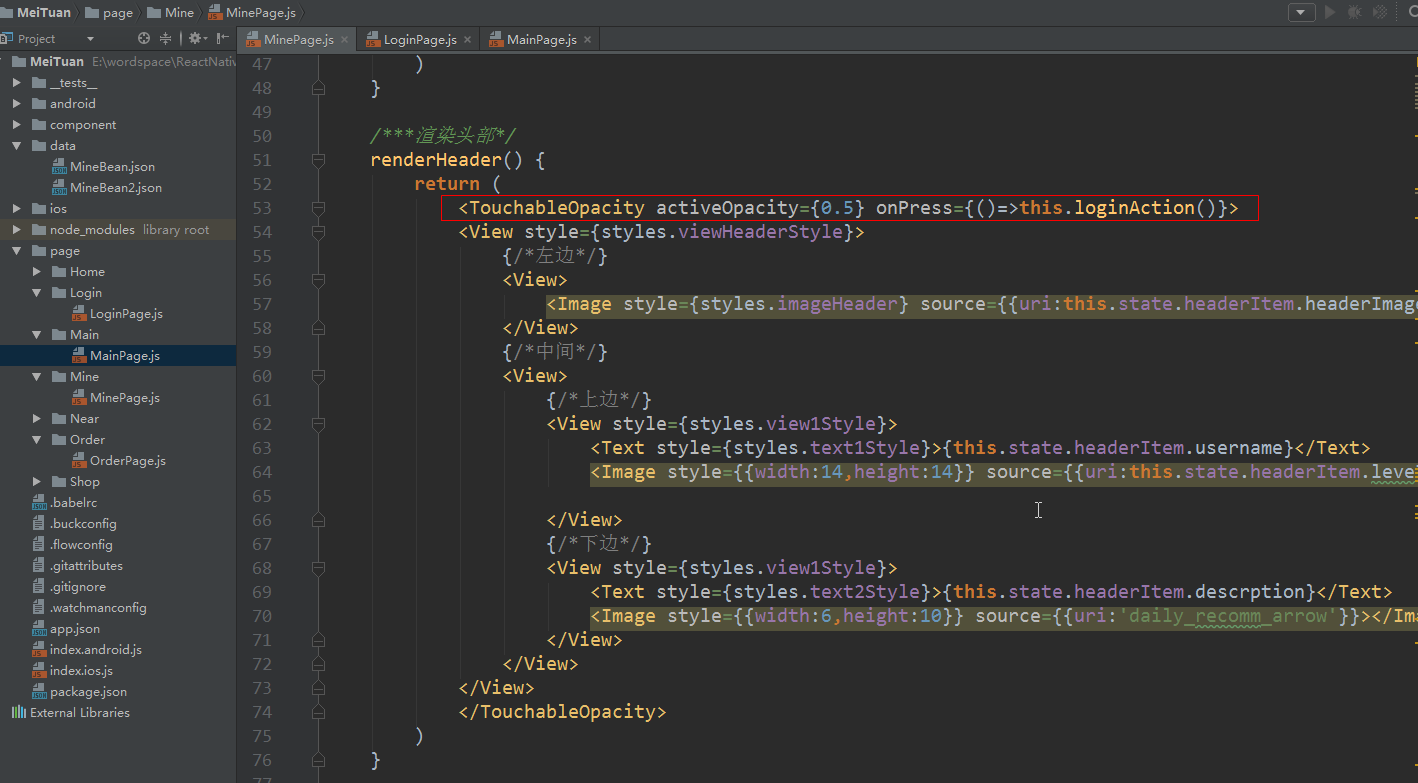 MeiTuan page Mine MinePage.js
Project
MinePage.js LoginPage.js MainPage.js
MeiTuan E:\wordspace\ReactNativ
__tests__
android
component
data
MineBean.json
MineBean2.json
ios
node_modules library root
page
Home
Login
LoginPage.js
Main
MainPage.js
Mine
MinePage.js
Near
Order
OrderPage.js
Shop
.babelrc
.buckconfig
.flowconfig
.gitattributes
.gitignore
.watchmanconfig
app.json
index.android.js
index.ios.js
package.json
External Libraries
47 )
48 }
49
50 /***渲染头部*/
51 renderHeader() {
52 return (
53 <TouchableOpacity activeOpacity={0.5} onPress={()=>this.loginAction()}>
54 <View style={styles.viewHeaderStyle}>
55 {/*左边*/}
56 <View>
57 <Image style={styles.imageHeader} source={{uri:this.state.headerItem.headerImage
58 </View>
59 {/*中间*/}
60 <View>
61 {/*上边*/}
62 <View style={styles.view1Style}>
63 <Text style={styles.text1Style}>{this.state.headerItem.username}</Text>
64 <Image style={{width:14,height:14}} source={{uri:this.state.headerItem.leve
65
66 </View>
67 {/*下边*/}
68 <View style={styles.view1Style}>
69 <Text style={styles.text2Style}>{this.state.headerItem.descrption}</Text>
70 <Image style={{width:6,height:10}} source={{uri:'daily_recomm_arrow'}}></Ima
71 </View>
72 </View>
73 </View>
74 </TouchableOpacity>
75 )
76 }